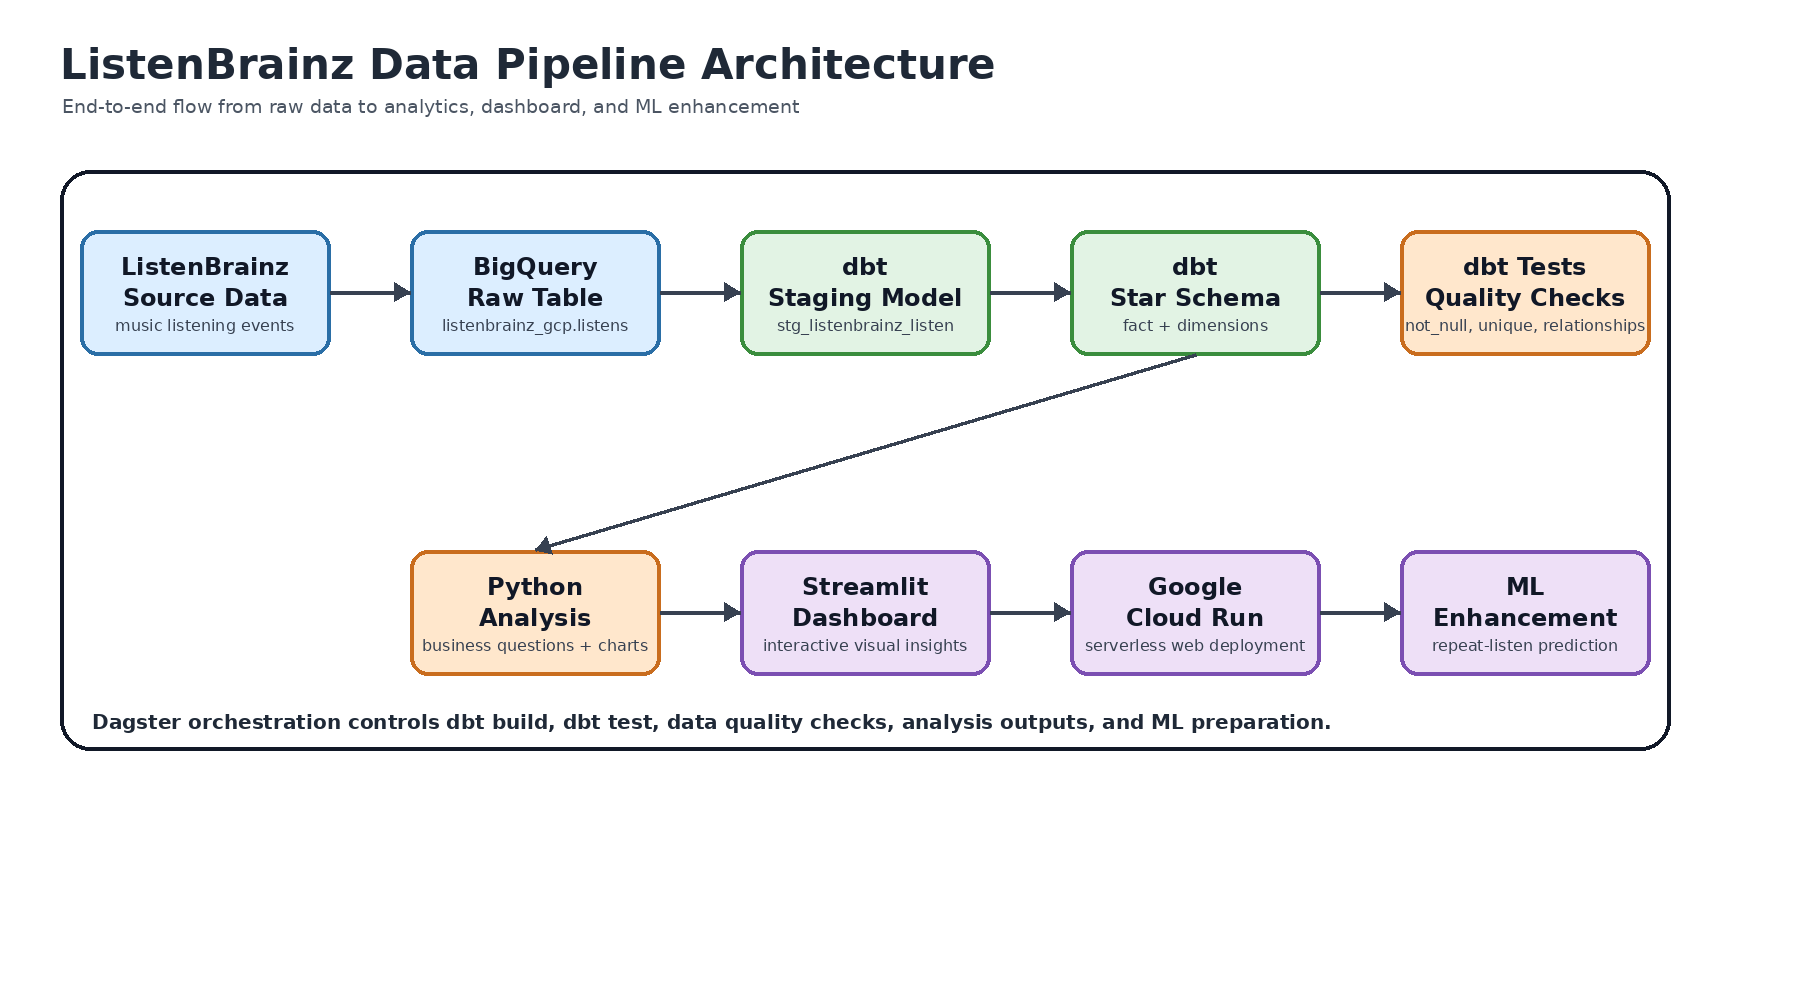 ListenBrainz Data Pipeline Architecture
End-to-end flow from raw data to analytics, dashboard, and ML enhancement
ListenBrainz
Source Data
music listening events
BigQuery
Raw Table
listenbrainz_gcp.listens
dbt
Staging Model
stg_listenbrainz_listen
dbt
Star Schema
fact + dimensions
dbt Tests
Quality Checks
not_null, unique, relationships
Python
Analysis
business questions + charts
Streamlit
Dashboard
interactive visual insights
Google
Cloud Run
serverless web deployment
ML
Enhancement
repeat-listen prediction
Dagster orchestration controls dbt build, dbt test, data quality checks, analysis outputs, and ML preparation.